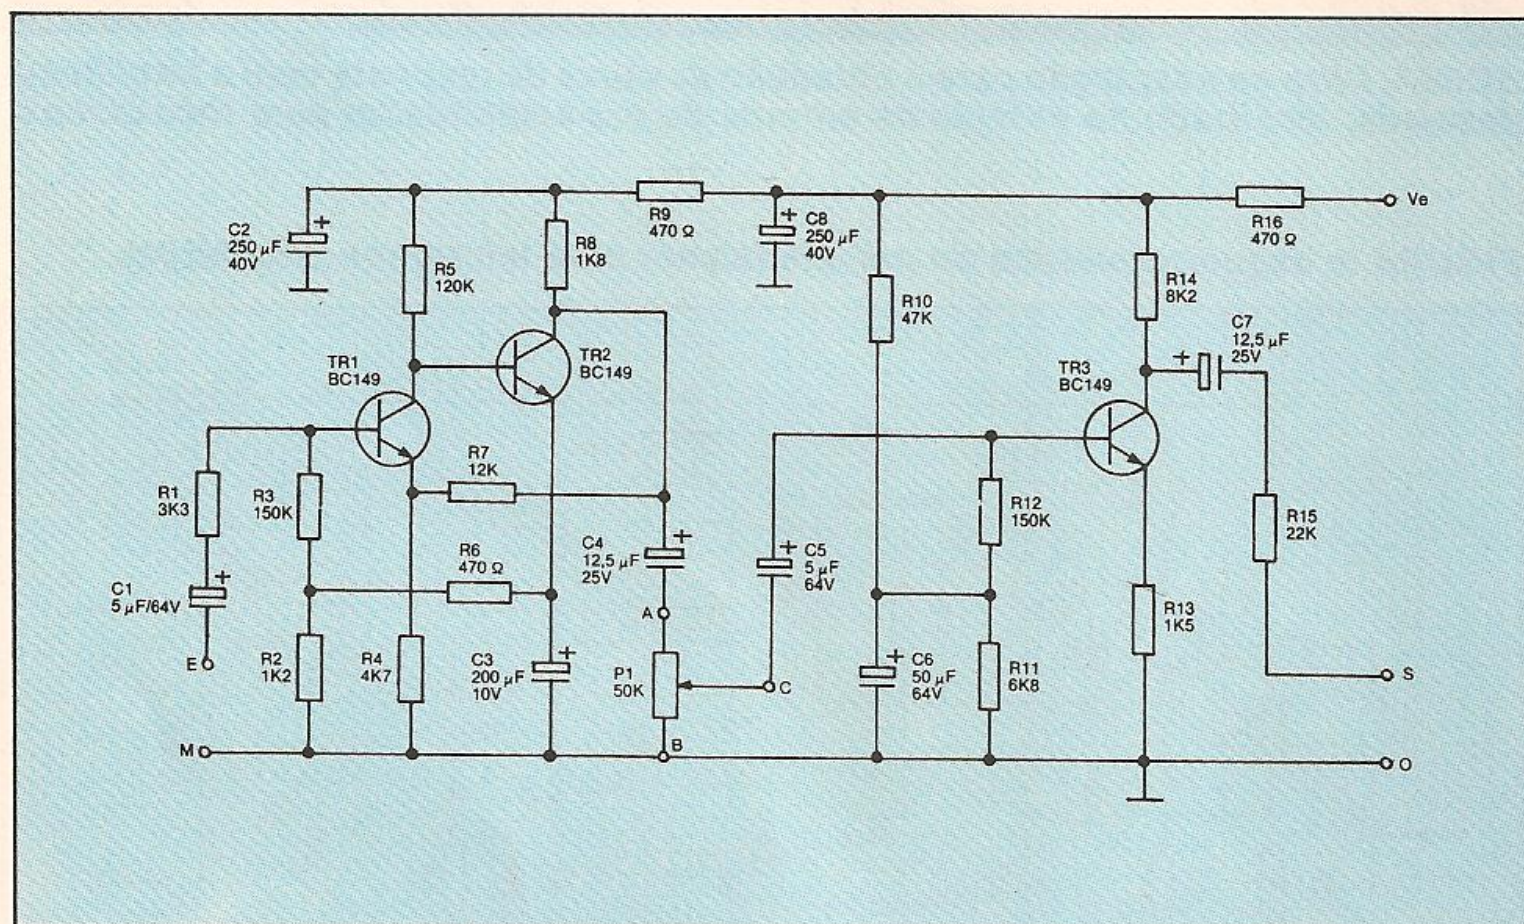 C2
250 µF
40V
R5
120K
R8
1K8
R9
470 Ω
C8
250 µF
40V
R10
47K
R14
8K2
R16
470 Ω
Ve
C7
12,5 µF
25V
TR1
BC149
TR2
BC149
TR3
BC149
R1
3K3
R3
150K
R7
12K
R6
470 Ω
C4
12,5 µF
25V
C5
5 µF
64V
R12
150K
R15
22K
C1
5 µF/64V
E
R2
1K2
R4
4K7
C3
200 µF
10V
A
P1
50K
C
C6
50 µF
64V
R11
6K8
R13
1K5
S
M
B
O
+
+
+
+
+
+
+
+